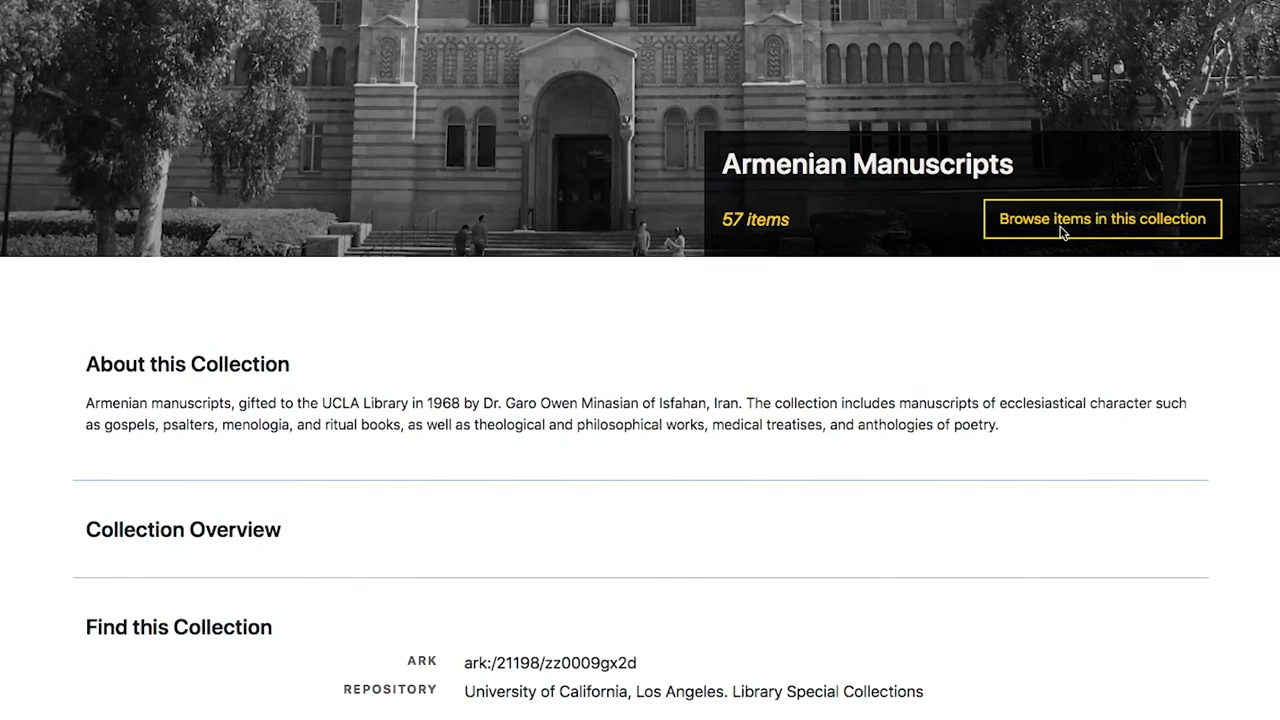 Armenian Manuscripts
57 items
Browse items in this collection
About this Collection
Armenian manuscripts, gifted to the UCLA Library in 1968 by Dr. Garo Owen Minasian of Isfahan, Iran. The collection includes manuscripts of ecclesiastical character such
as gospels, psalters, menologia, and ritual books, as well as theological and philosophical works, medical treatises, and anthologies of poetry.
Collection Overview
Find this Collection
ARK ark:/21198/zz0009gx2d
REPOSITORY University of California, Los Angeles. Library Special Collections